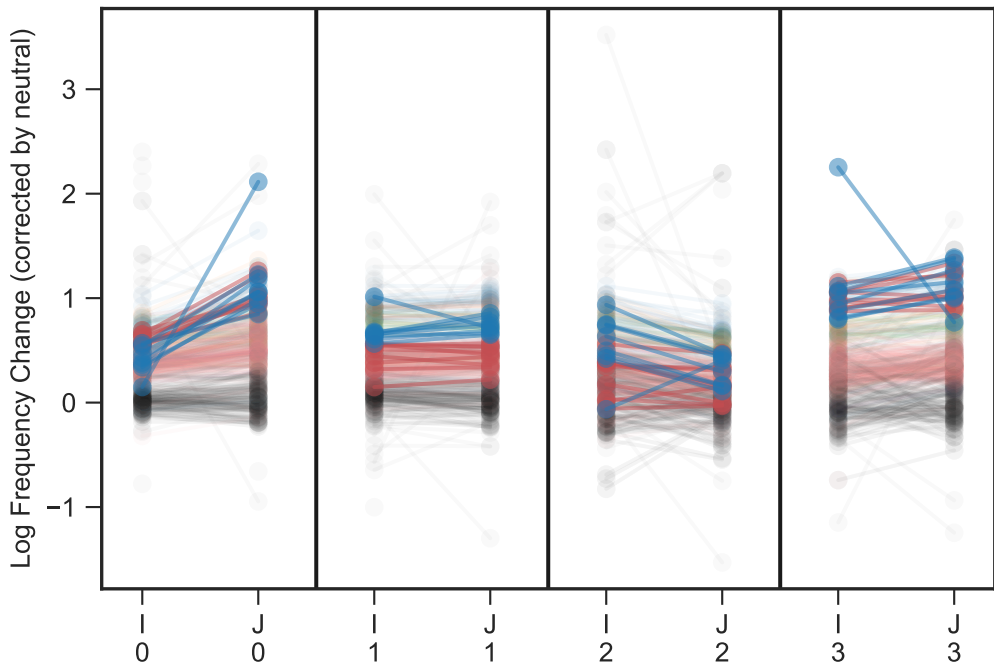 Log Frequency Change (corrected by neutral)
3
2
1
0
−1
I J I J I J I J
0 0 1 1 2 2 3 3